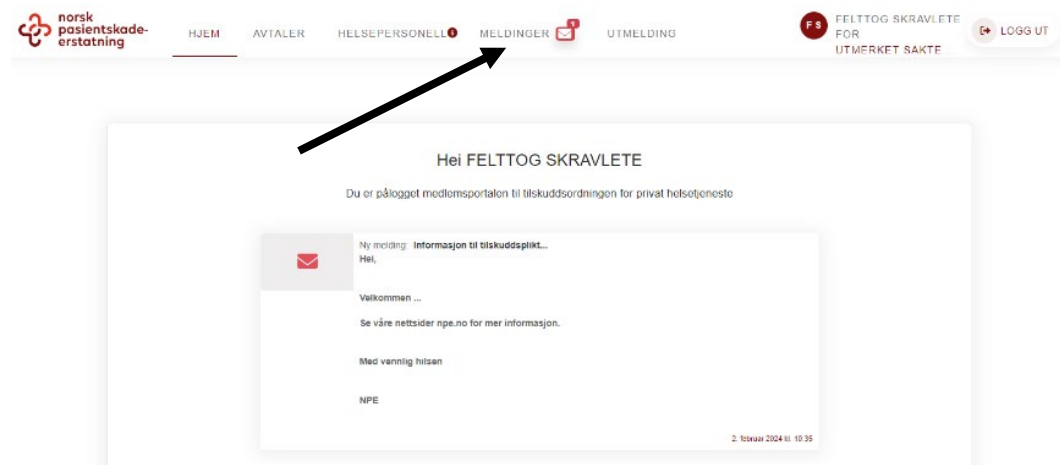 norsk
pasientskade-
erstatning
HJEM AVTALER HELSEPERSONELL MELDINGER 1 UTMELDING
FS
FELTTOG SKRAVLETE
FOR
UTMERKET SAKTE
LOGG UT
Hei FELTTOG SKRAVLETE
Du er pålogget medlemsportalen til tilskuddsordningen for privat helsetjeneste
Ny melding: Informasjon til tilskuddsplikt...
Hei,
Velkommen ...
Se våre nettsider npe.no for mer informasjon.
Med vennlig hilsen
NPE
2. februar 2024 kl. 10:35